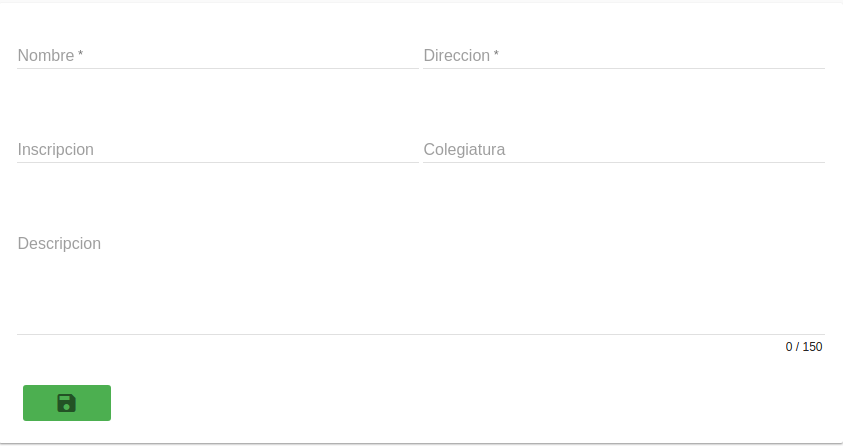 Nombre * Direccion *
Inscripcion Colegiatura
Descripcion
0 / 150